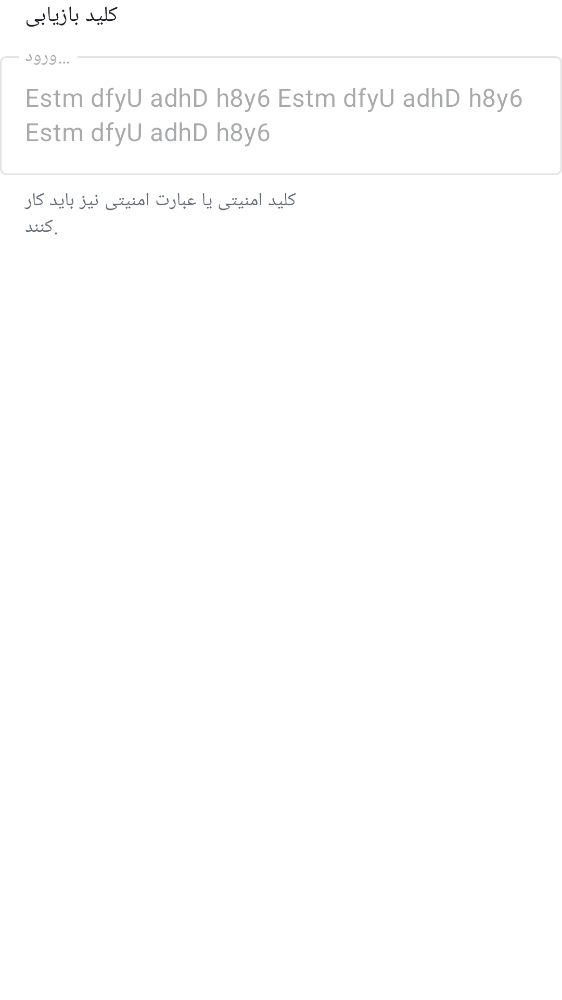 کلید بازیابی
ورود...
Estm dfyU adhD h8y6 Estm dfyU adhD h8y6
Estm dfyU adhD h8y6
کلید امنیتی یا عبارت امنیتی نیز باید کار
کنند.